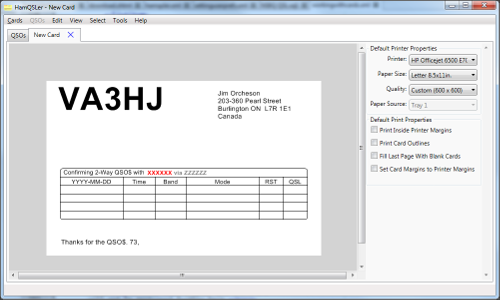 HamQSLer - New Card
Cards QSOs Edit View Select Tools Help
QSOs New Card X
VA3HJ
Jim Orcheson
203-360 Pearl Street
Burlington ON L7R 1E1
Canada
Confirming 2-Way QSO$ with XXXXXX via ZZZZZZ
YYYY-MM-DD Time Band Mode RST QSL
Thanks for the QSO$. 73,
Default Printer Properties
Printer: HP Officejet 6500 E70
Paper Size: Letter 8.5x11in.
Quality: Custom (600 x 600)
Paper Source: Tray 1
Default Print Properties
Print Inside Printer Margins
Print Card Outlines
Fill Last Page With Blank Cards
Set Card Margins to Printer Margins